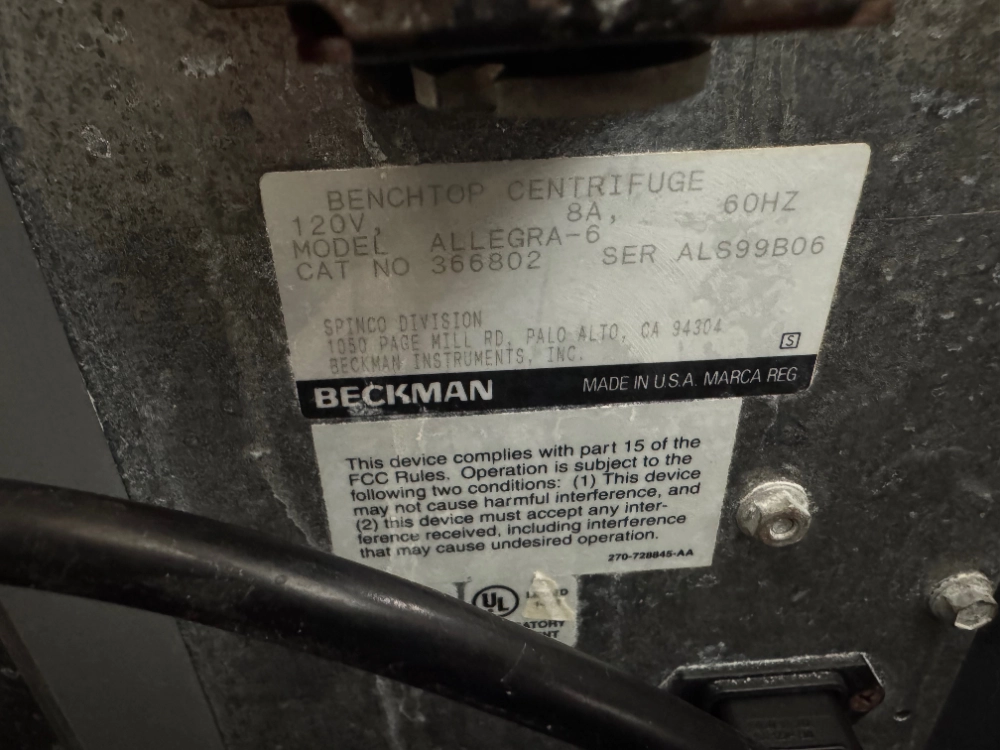 BENCHTOP CENTRIFUGE
120V, 8A, 60HZ
MODEL ALLEGRA-6
CAT NO 366802 SER ALS99B06
SPINCO DIVISION
1050 PAGE MILL RD, PALO ALTO, CA 94304
BECKMAN INSTRUMENTS, INC.
S
BECKMAN MADE IN U.S.A. MARCA REG
This device complies with part 15 of the
FCC Rules. Operation is subject to the
following two conditions: (1) This device
may not cause harmful interference, and
(2) this device must accept any inter-
ference received, including interference
that may cause undesired operation.
270-728845-AA
UL